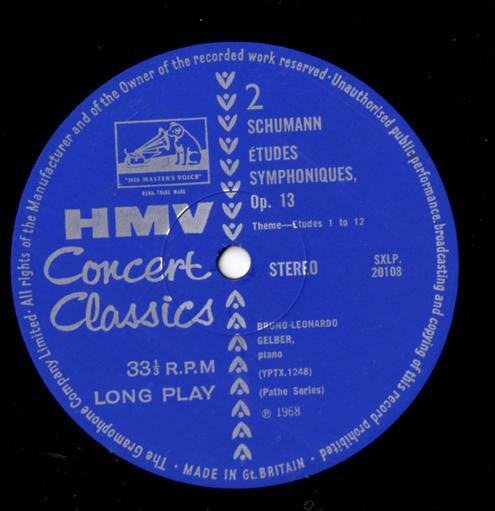 All rights of the Manufacturer and of the Owner of the recorded work reserved · Unauthorised public performance, broadcasting and copying of this record prohibited ·
2
SCHUMANN
ÉTUDES
SYMPHONIQUES,
Op. 13
Theme—Etudes 1 to 12
"HIS MASTER'S VOICE"
REGD. TRADE MARK
HMV
Concert
Classics
STEREO
SXLP.
20108
33⅓ R.P.M
LONG PLAY
BRUNO-LEONARDO
GELBER,
piano
(YPTX.1248)
(Pathe Series)
℗ 1968
The Gramophone Company Limited ·
· MADE IN Gt. BRITAIN ·